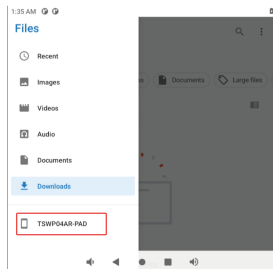 1:35 AM
Files
Recent
Images
Videos
Audio
Documents
Downloads
TSWP04AR-PAD
Documents
Large files